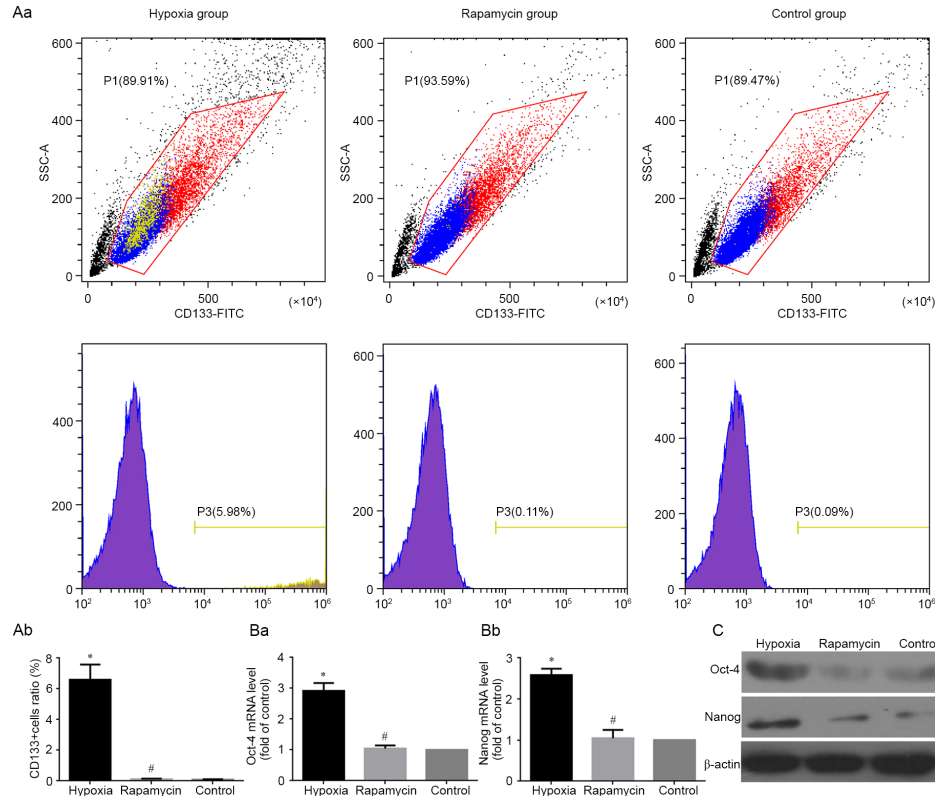 Aa
Hypoxia group
Rapamycin group
Control group
600
400
200
0
SSC-A
P1(89.91%)
0
500
(×10⁴)
CD133-FITC
600
400
200
0
SSC-A
P1(93.59%)
0
500
(×10⁴)
CD133-FITC
600
400
200
0
SSC-A
P1(89.47%)
0
500
(×10⁴)
CD133-FITC
400
200
0
P3(5.98%)
10² 10³ 10⁴ 10⁵ 10⁶
600
400
200
0
P3(0.11%)
10² 10³ 10⁴ 10⁵ 10⁶
600
500
400
300
200
100
0
P3(0.09%)
10² 10³ 10⁴ 10⁵ 10⁶
Ab
CD133+cells ratio (%)
8
6
4
2
0
*
#
Hypoxia Rapamycin Control
Ba
Oct-4 mRNA level
(fold of control)
4
3
2
1
0
*
#
Hypoxia Rapamycin Control
Bb
Nanog mRNA level
(fold of control)
3
2
1
0
*
#
Hypoxia Rapamycin Control
C
Hypoxia Rapamycin Control
Oct-4
Nanog
β-actin